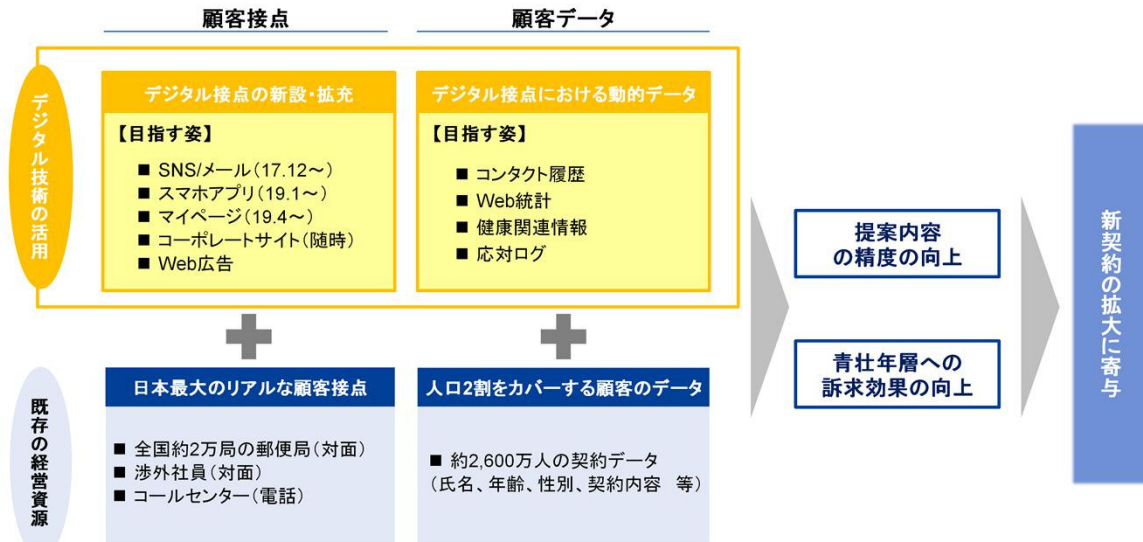 顧客接点
顧客データ
デジタル技術の活用
デジタル接点の新設・拡充
【目指す姿】
■ SNS/メール(17.12～)
■ スマホアプリ(19.1～)
■ マイページ(19.4～)
■ コーポレートサイト(随時)
■ Web広告
デジタル接点における動的データ
【目指す姿】
■ コンタクト履歴
■ Web統計
■ 健康関連情報
■ 応対ログ
既存の経営資源
日本最大のリアルな顧客接点
■ 全国約2万局の郵便局(対面)
■ 渉外社員(対面)
■ コールセンター(電話)
人口2割をカバーする顧客のデータ
■ 約2,600万人の契約データ
(氏名、年齢、性別、契約内容　等)
提案内容
の精度の向上
青壮年層への
訴求効果の向上
新契約の拡大に寄与